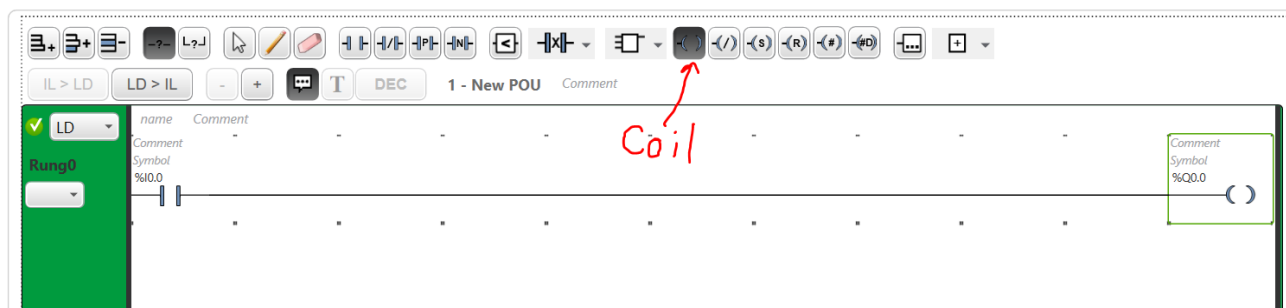 -?- L?┘ P N < X ( ) (/) (S) (R) (#) (#D) ... +
IL > LD LD > IL - + T DEC 1 - New POU Comment
Coil
LD name Comment
Comment Comment
Rung0 Symbol Symbol
%I0.0 %Q0.0